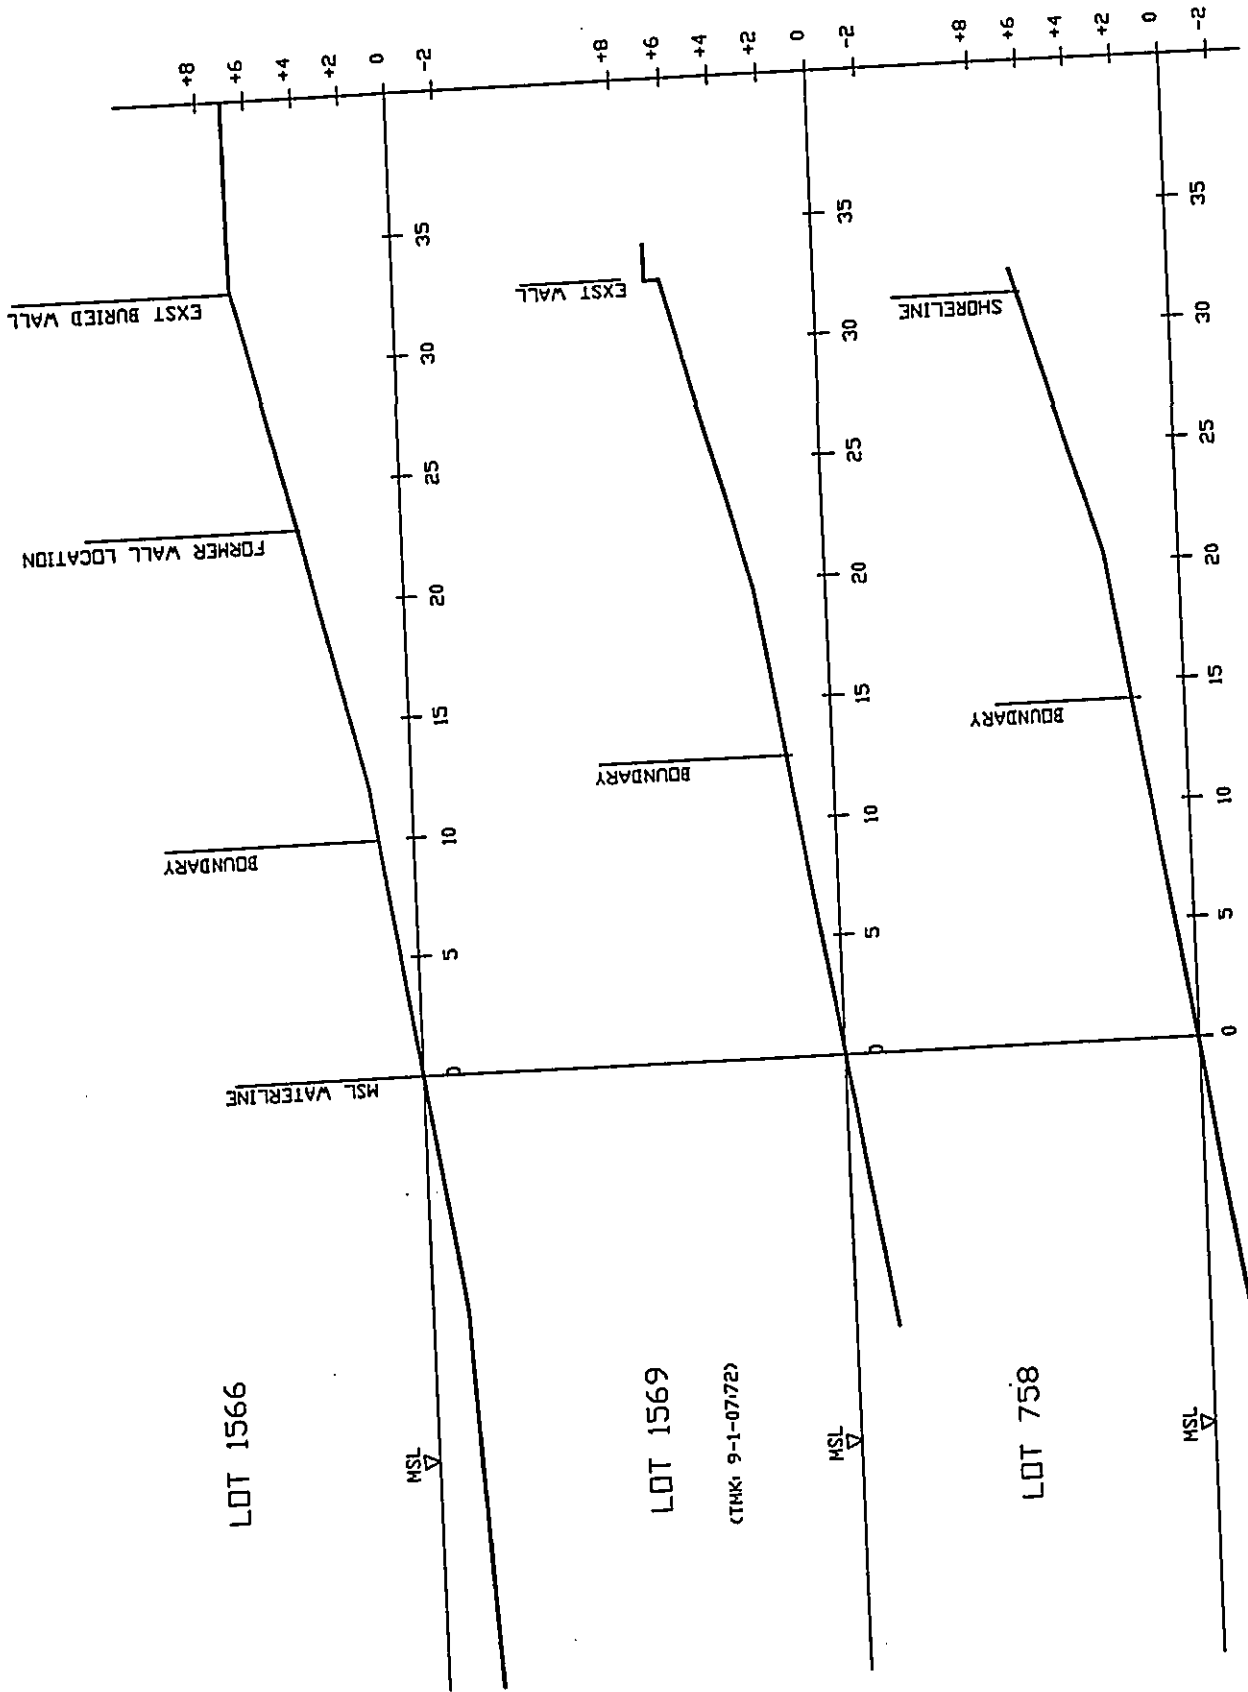 LOT 1566
MSL
MSL WATERLINE
BOUNDARY
FORMER WALL LOCATION
EXST BURIED WALL
0
5
10
15
20
25
30
35
+8
+6
+4
+2
0
-2
LOT 1569
(TMK: 9-1-07:72)
MSL
BOUNDARY
EXST WALL
0
5
10
15
20
25
30
35
+8
+6
+4
+2
0
-2
LOT 758
MSL
BOUNDARY
SHORELINE
0
5
10
15
20
25
30
35
+8
+6
+4
+2
0
-2